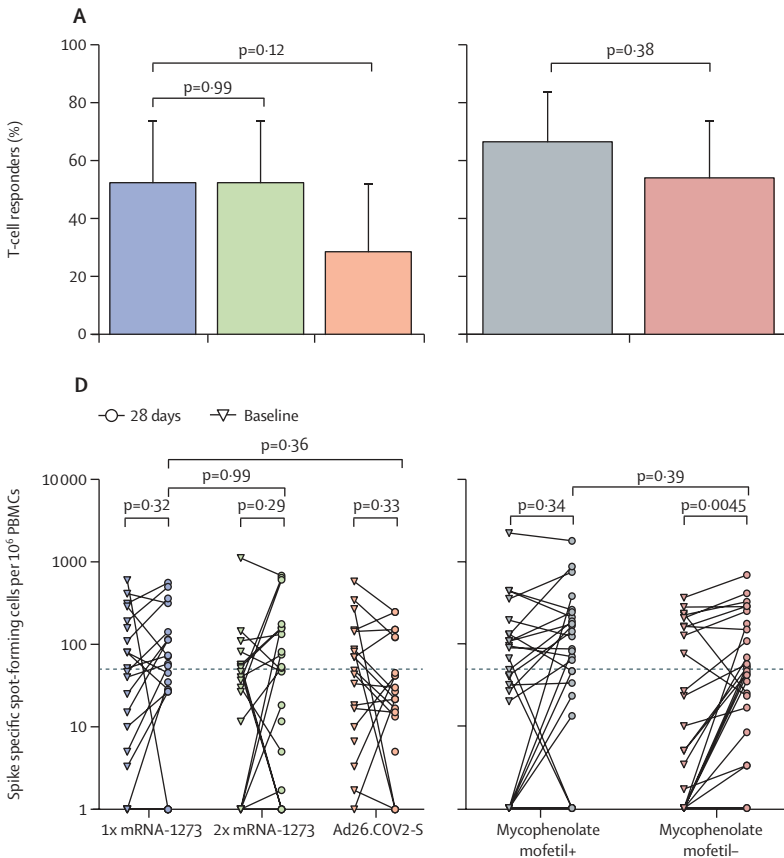 A
p=0·12
p=0·99
p=0·38
T-cell responders (%)
100
80
60
40
20
0
D
28 days Baseline
p=0·36
p=0·99
p=0·39
p=0·32 p=0·29 p=0·33
p=0·34 p=0·0045
Spike specific spot-forming cells per 10⁶ PBMCs
10 000
1000
100
10
1
1x mRNA-1273 2x mRNA-1273 Ad26.COV2-S
Mycophenolate
mofetil+
Mycophenolate
mofetil–